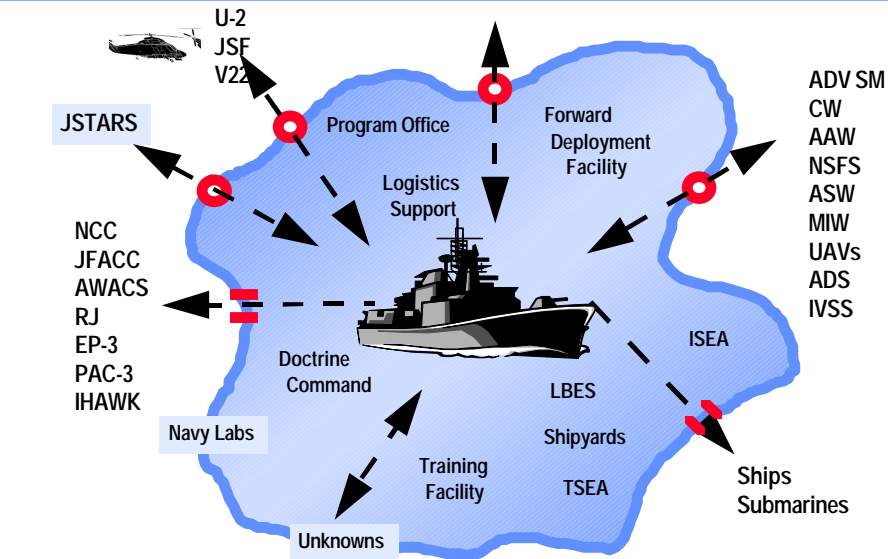 U-2
JSF
V22
JSTARS
Program Office
Forward
Deployment
Facility
Logistics
Support
ADV SM
CW
AAW
NSFS
ASW
MIW
UAVs
ADS
IVSS
NCC
JFACC
AWACS
RJ
EP-3
PAC-3
IHAWK
Doctrine
Command
ISEA
LBES
Navy Labs
Shipyards
Training
Facility
TSEA
Ships
Submarines
Unknowns